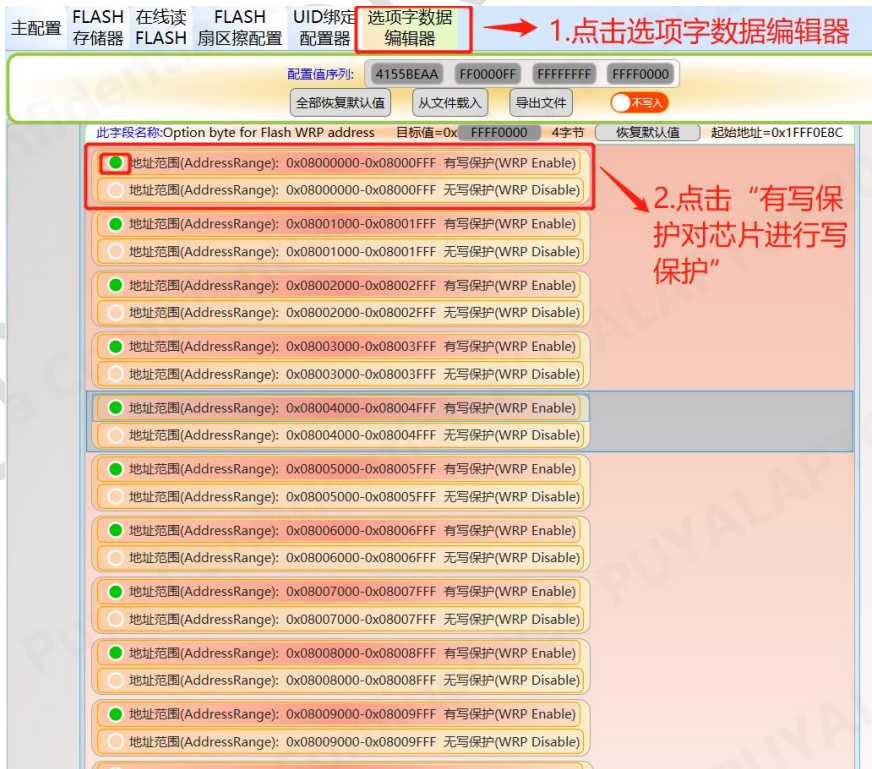 主配置 FLASH存储器 在线读FLASH FLASH扇区擦配置 UID绑定配置器 选项字数据编辑器 1.点击选项字数据编辑器
配置值序列: 4155BEAA FF0000FF FFFFFFFF FFFF0000
全部恢复默认值 从文件载入 导出文件 不写入
此字段名称:Option byte for Flash WRP address 目标值=0x FFFF0000 4字节 恢复默认值 起始地址=0x1FFF0E8C
地址范围(AddressRange): 0x08000000-0x08000FFF 有写保护(WRP Enable)
地址范围(AddressRange): 0x08000000-0x08000FFF 无写保护(WRP Disable)
2.点击“有写保
护对芯片进行写
保护”
地址范围(AddressRange): 0x08001000-0x08001FFF 有写保护(WRP Enable)
地址范围(AddressRange): 0x08001000-0x08001FFF 无写保护(WRP Disable)
地址范围(AddressRange): 0x08002000-0x08002FFF 有写保护(WRP Enable)
地址范围(AddressRange): 0x08002000-0x08002FFF 无写保护(WRP Disable)
地址范围(AddressRange): 0x08003000-0x08003FFF 有写保护(WRP Enable)
地址范围(AddressRange): 0x08003000-0x08003FFF 无写保护(WRP Disable)
地址范围(AddressRange): 0x08004000-0x08004FFF 有写保护(WRP Enable)
地址范围(AddressRange): 0x08004000-0x08004FFF 无写保护(WRP Disable)
地址范围(AddressRange): 0x08005000-0x08005FFF 有写保护(WRP Enable)
地址范围(AddressRange): 0x08005000-0x08005FFF 无写保护(WRP Disable)
地址范围(AddressRange): 0x08006000-0x08006FFF 有写保护(WRP Enable)
地址范围(AddressRange): 0x08006000-0x08006FFF 无写保护(WRP Disable)
地址范围(AddressRange): 0x08007000-0x08007FFF 有写保护(WRP Enable)
地址范围(AddressRange): 0x08007000-0x08007FFF 无写保护(WRP Disable)
地址范围(AddressRange): 0x08008000-0x08008FFF 有写保护(WRP Enable)
地址范围(AddressRange): 0x08008000-0x08008FFF 无写保护(WRP Disable)
地址范围(AddressRange): 0x08009000-0x08009FFF 有写保护(WRP Enable)
地址范围(AddressRange): 0x08009000-0x08009FFF 无写保护(WRP Disable)